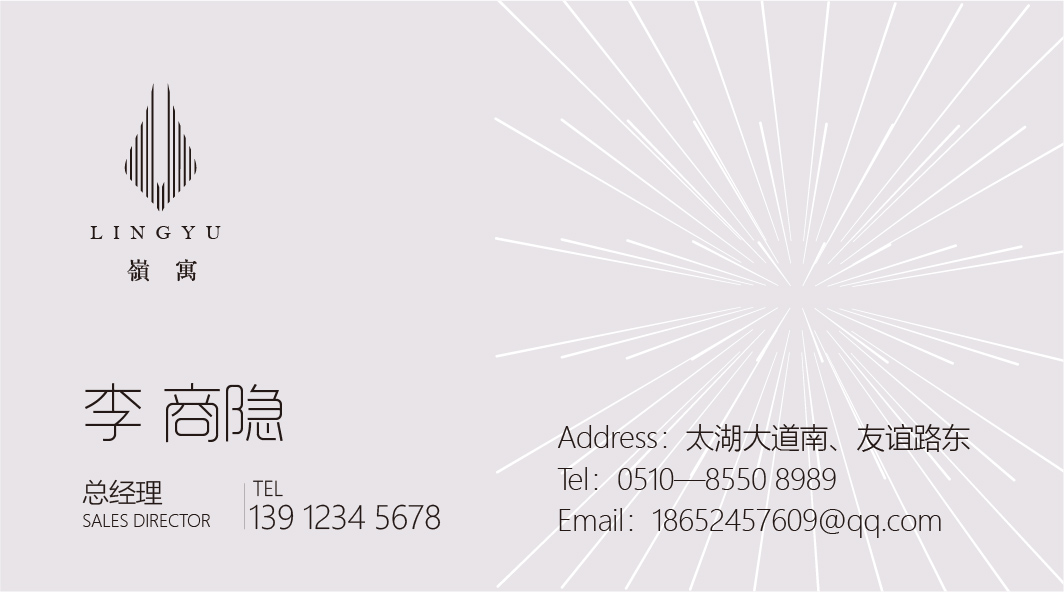 LINGYU
嶺寓
李 商隐
总经理
SALES DIRECTOR
TEL
139 1234 5678
Address：太湖大道南、友谊路东
Tel：0510—8550 8989
Email：18652457609@qq.com